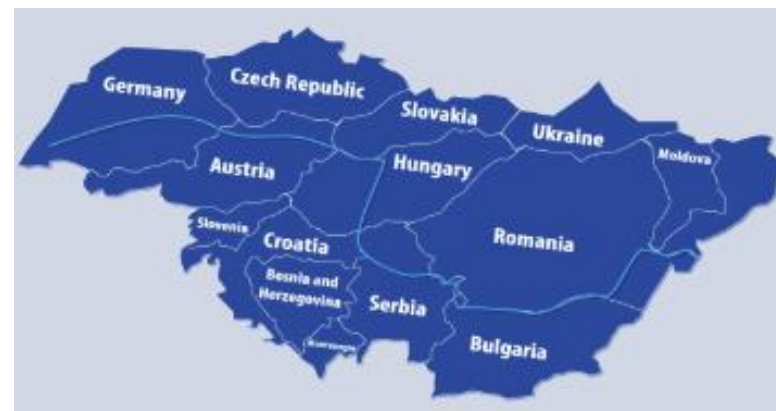 Germany
Czech Republic
Slovakia
Ukraine
Moldova
Austria
Hungary
Slovenia
Croatia
Romania
Bosnia and
Herzegovina
Serbia
Bulgaria